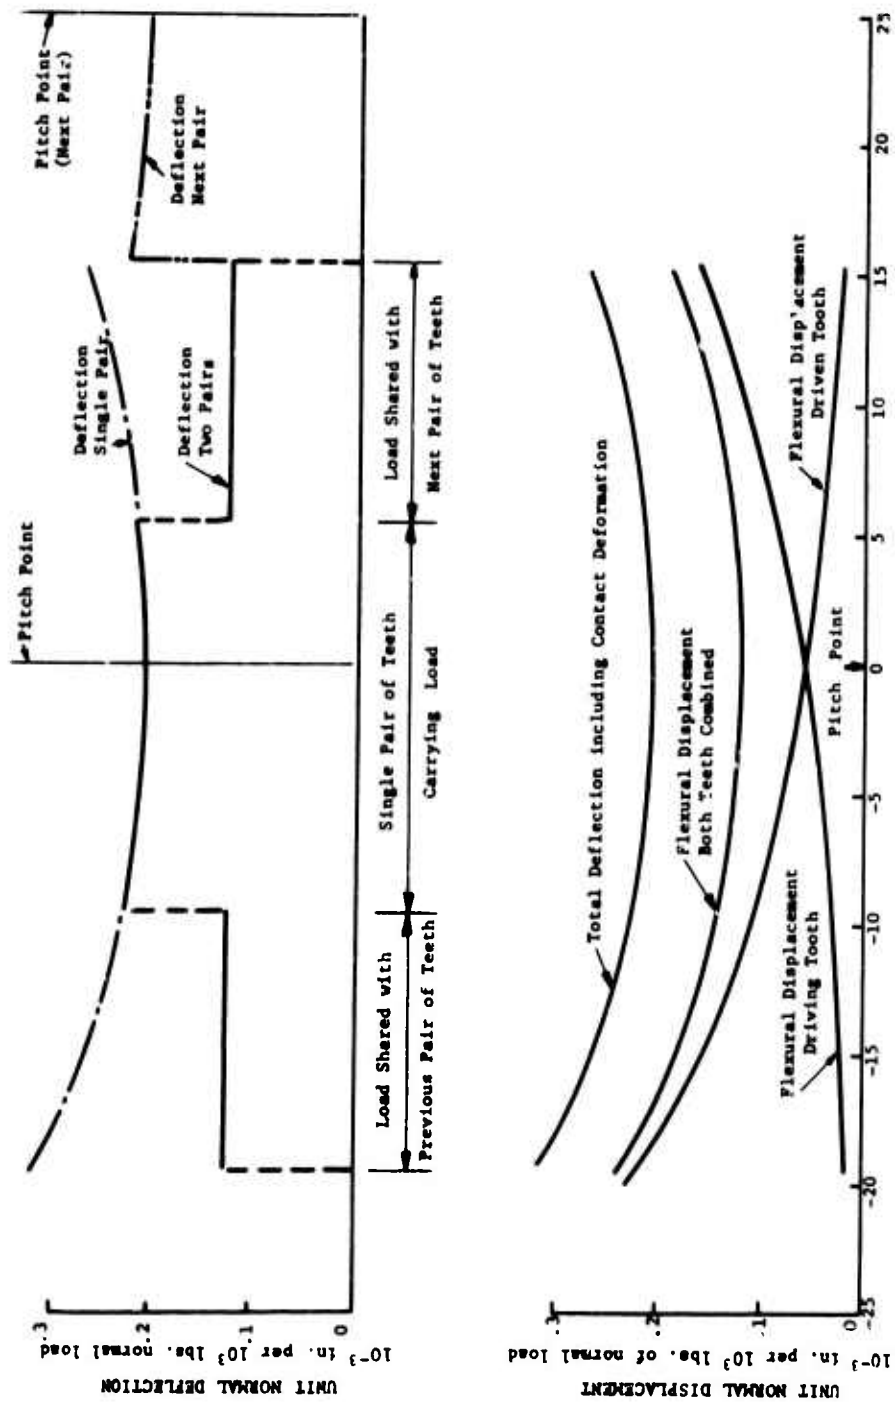 UNIT NORMAL DEFLECTION
10⁻³ in. per 10³ lbs. normal load
.3
.2
.1
0
Pitch Point
Pitch Point
(Next Pair)
Deflection
Single Pair
Deflection
Two Pairs
Deflection
Next Pair
Load Shared with
Previous Pair of Teeth
Single Pair of Teeth
Carrying Load
Load Shared with
Next Pair of Teeth
UNIT NORMAL DISPLACEMENT
10⁻³ in. per 10³ lbs. of normal load
.3
.2
.1
0
Total Deflection including Contact Deformation
Flexural Displacement
Both Teeth Combined
Flexural Displacement
Driving Tooth
Flexural Disp'acement
Driven Tooth
Pitch Point
-25
-20
-15
-10
-5
0
5
10
15
20
25